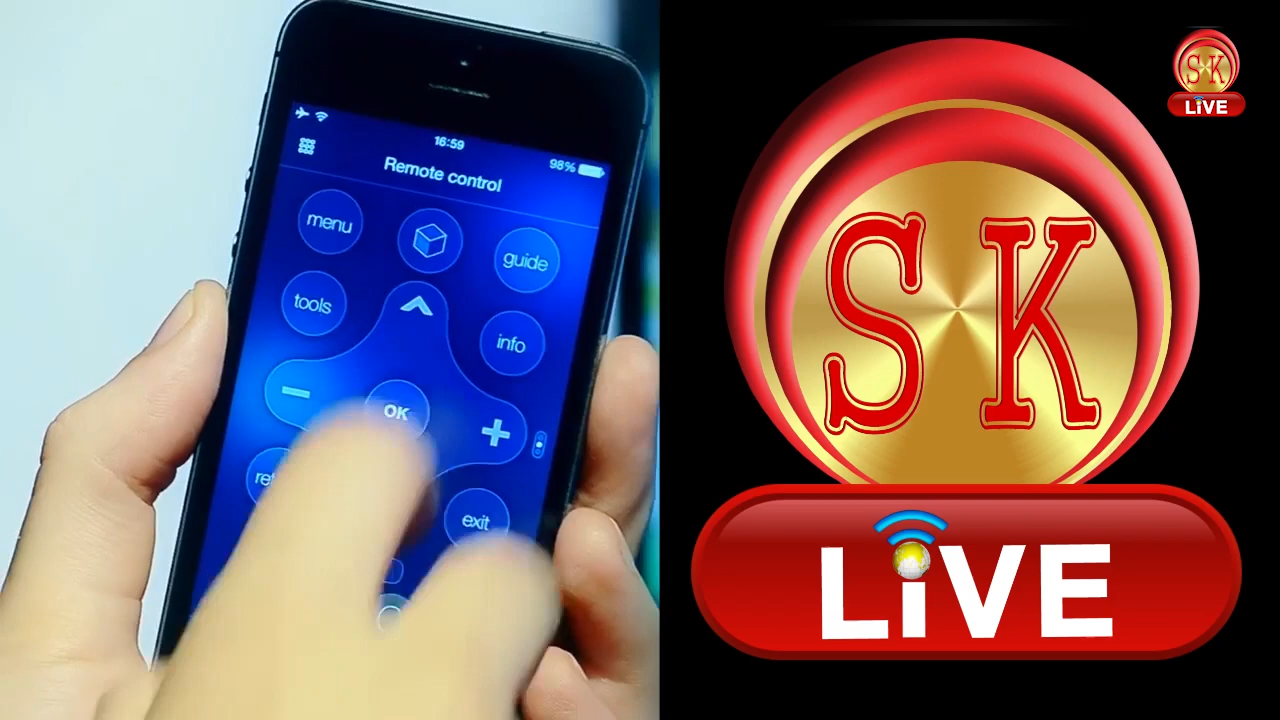 16:59
98%
Remote control
menu
guide
tools
info
OK
exit
S K
LiVE
SK
LiVE